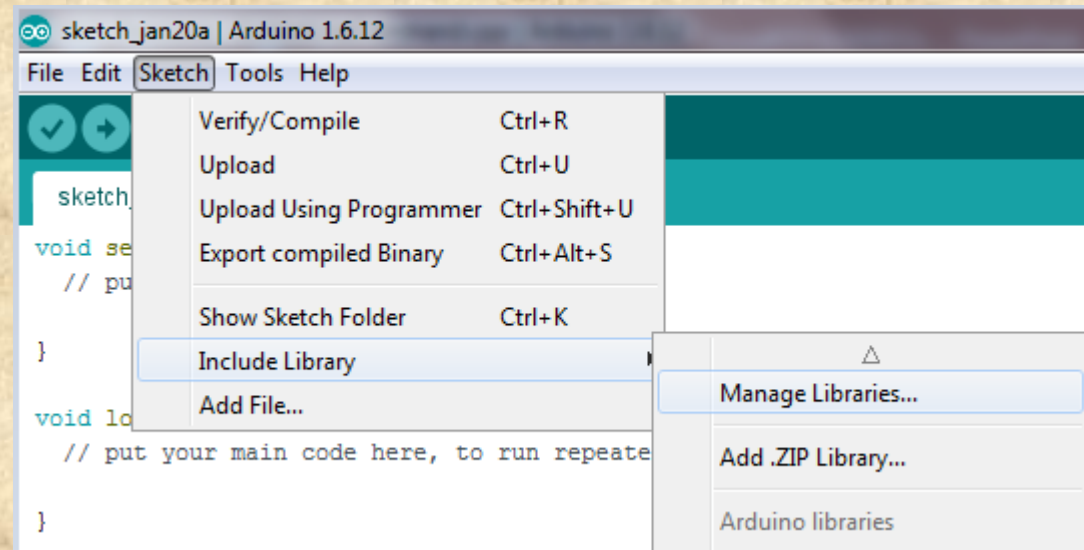 sketch_jan20a | Arduino 1.6.12
File Edit Sketch Tools Help
Verify/Compile Ctrl+R
Upload Ctrl+U
sketch_
Upload Using Programmer Ctrl+Shift+U
void se
Export compiled Binary Ctrl+Alt+S
// pu
Show Sketch Folder Ctrl+K
}
Include Library
Manage Libraries...
Add File...
void lo
// put your main code here, to run repeate
Add .ZIP Library...
}
Arduino libraries